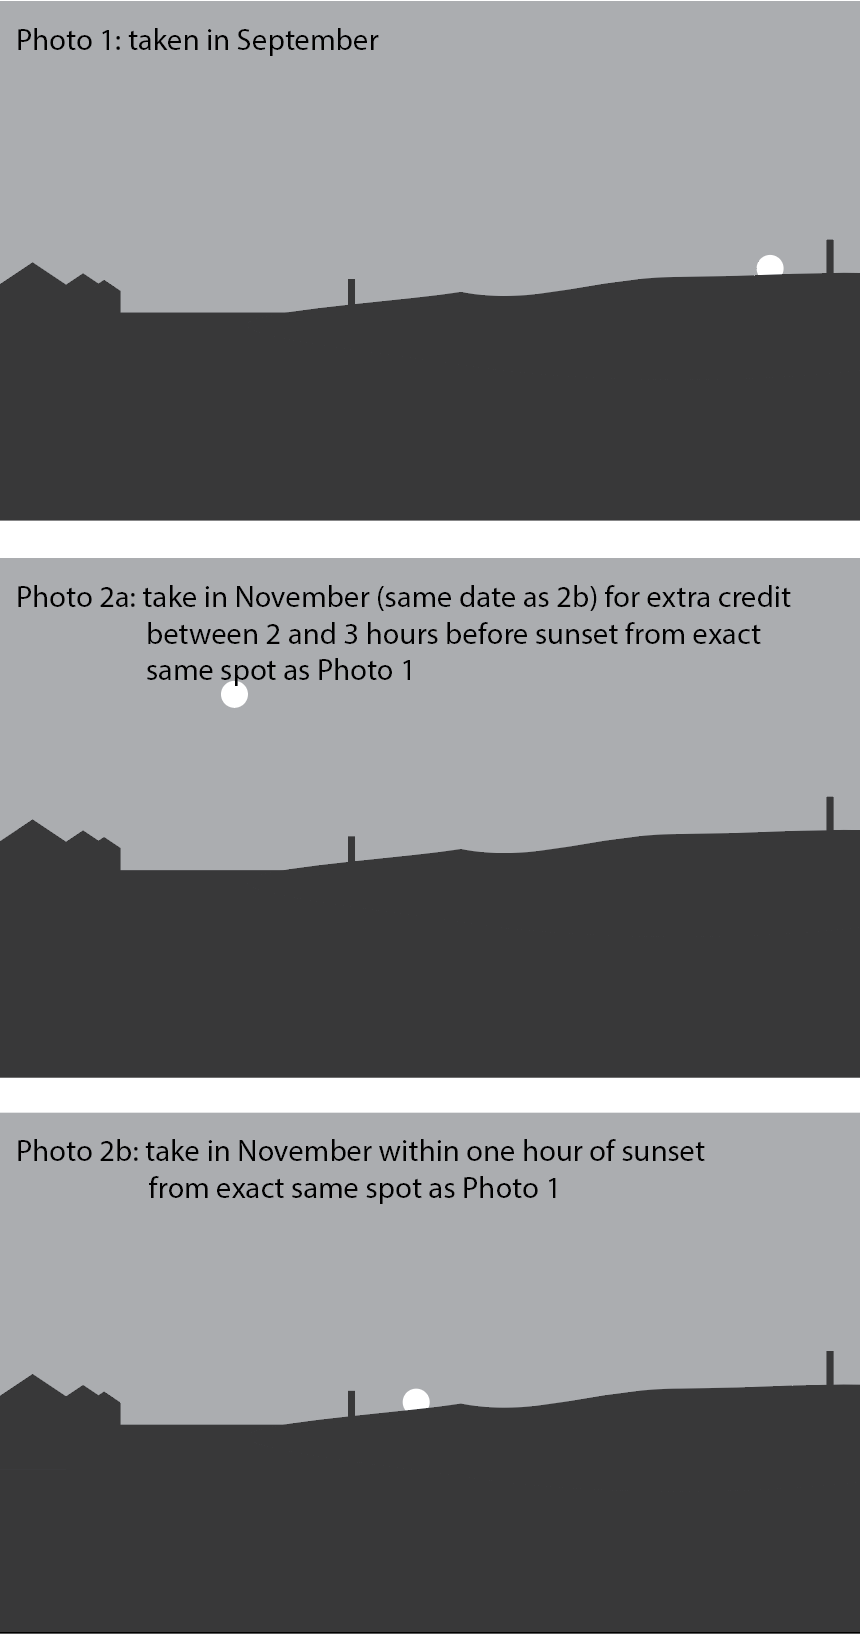 Photo 1: taken in September
Photo 2a: take in November (same date as 2b) for extra credit
between 2 and 3 hours before sunset from exact
same spot as Photo 1
Photo 2b: take in November within one hour of sunset
from exact same spot as Photo 1